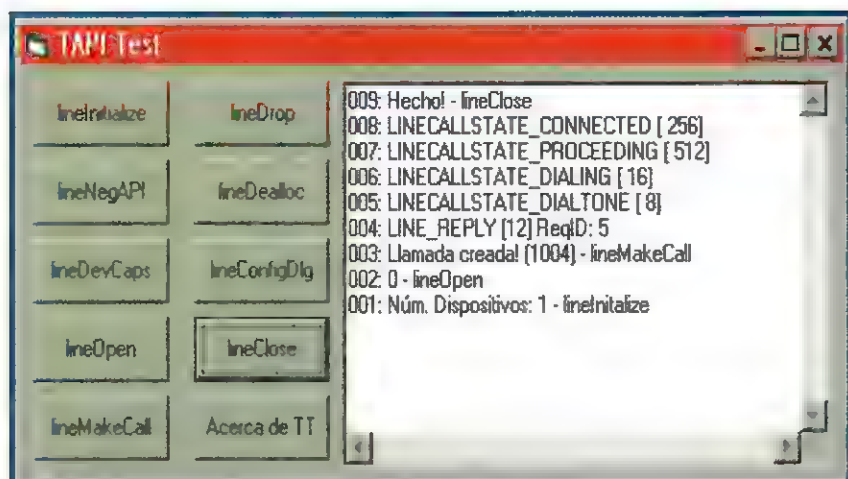 TAPI Test
lineInitialize
lineDrop
lineNegAPI
lineDealloc
lineDevCaps
lineConfigDlg
lineOpen
lineClose
lineMakeCall
Acerca de TT
009: Hecho! - lineClose
008: LINECALLSTATE_CONNECTED [ 256]
007: LINECALLSTATE_PROCEEDING [ 512]
006: LINECALLSTATE_DIALING [ 16]
005: LINECALLSTATE_DIALTONE [ 8]
004: LINE_REPLY [12] ReqID: 5
003: Llamada creada! [1004] - lineMakeCall
002: 0 - lineOpen
001: Núm. Dispositivos: 1 - lineInitalize